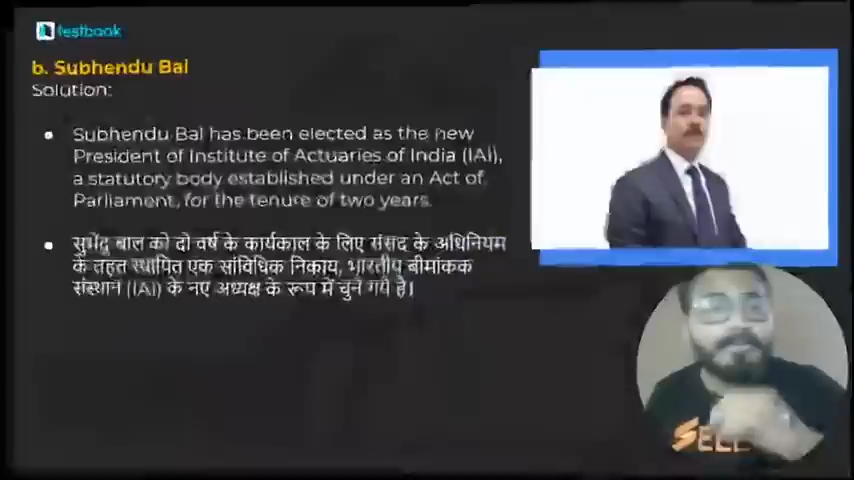 testbook
b. Subhendu Bal
Solution:
Subhendu Bal has been elected as the new
President of Institute of Actuaries of India (IAI),
a statutory body established under an Act of
Parliament, for the tenure of two years.
सुभेंदु बाल को दो वर्ष के कार्यकाल के लिए संसद के अधिनियम
के तहत स्थापित एक सांविधिक निकाय, भारतीय बीमांकक
संस्थान (IAI) के नए अध्यक्ष के रूप में चुने गये है।